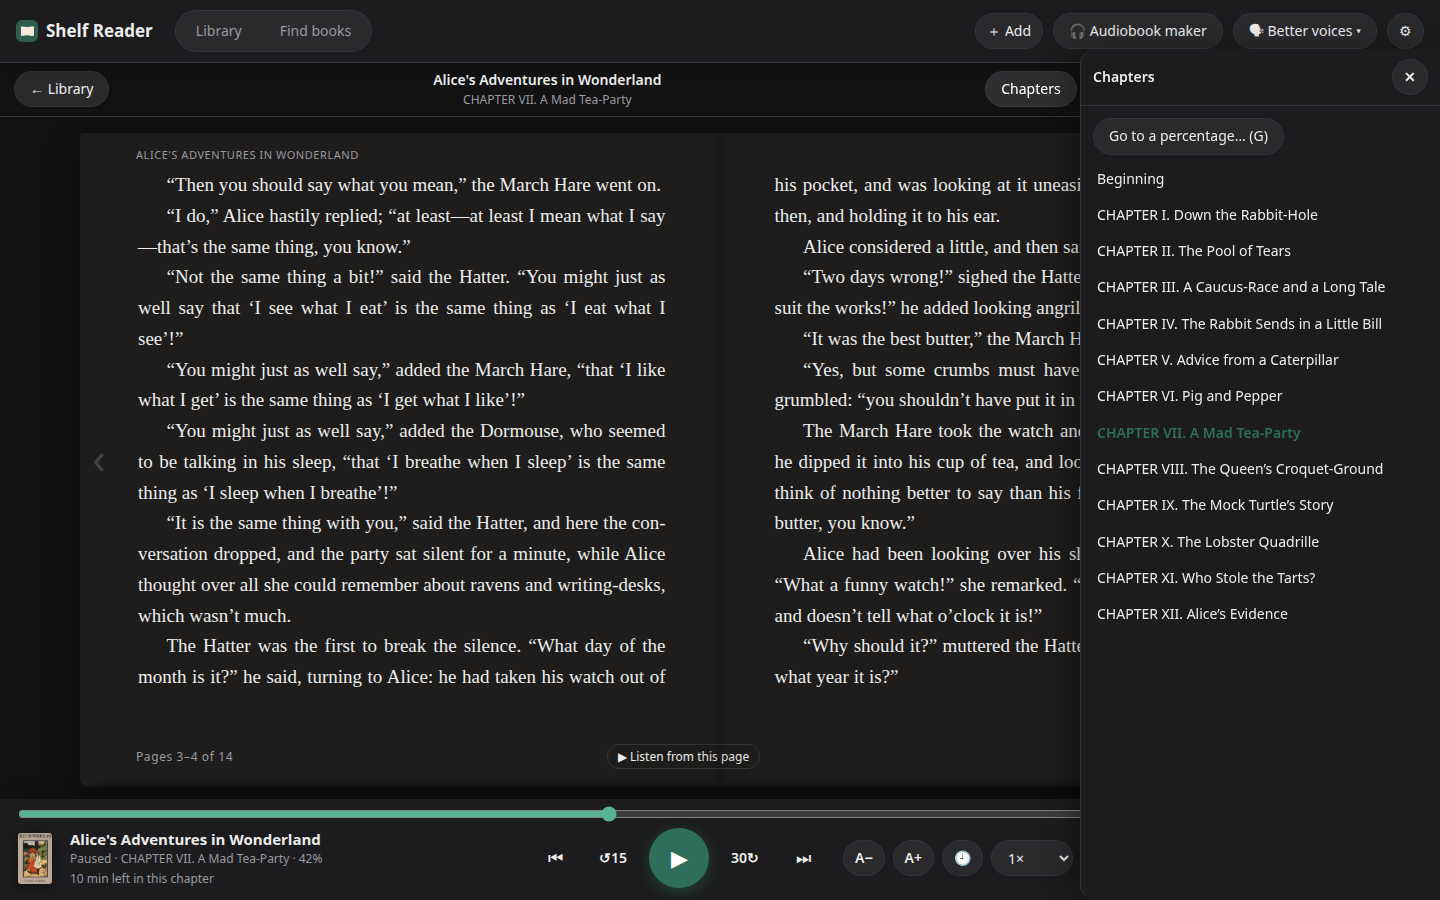 Shelf Reader
Library
Find books
+ Add
Audiobook maker
Better voices ▾
← Library
Alice's Adventures in Wonderland
CHAPTER VII. A Mad Tea-Party
Chapters
ALICE'S ADVENTURES IN WONDERLAND
“Then you should say what you mean,” the March Hare went on.
“I do,” Alice hastily replied; “at least—at least I mean what I say
—that’s the same thing, you know.”
“Not the same thing a bit!” said the Hatter. “You might just as
well say that ‘I see what I eat’ is the same thing as ‘I eat what I
see’!”
“You might just as well say,” added the March Hare, “that ‘I like
what I get’ is the same thing as ‘I get what I like’!”
“You might just as well say,” added the Dormouse, who seemed
to be talking in his sleep, “that ‘I breathe when I sleep’ is the same
thing as ‘I sleep when I breathe’!”
“It is the same thing with you,” said the Hatter, and here the con-
versation dropped, and the party sat silent for a minute, while Alice
thought over all she could remember about ravens and writing-desks,
which wasn’t much.
The Hatter was the first to break the silence. “What day of the
month is it?” he said, turning to Alice: he had taken his watch out of
his pocket, and was looking at it
then, and holding it to his ear.
Alice considered a little, and then
“Two days wrong!” sighed the
suit the works!” he added looking
“It was the best butter,” the March
“Yes, but some crumbs must have
grumbled: “you shouldn’t have put it in
The March Hare took the watch
he dipped it into his cup of tea, and
think of nothing better to say than his
butter, you know.”
Alice had been looking over his
“What a funny watch!” she remarked.
and doesn’t tell what o’clock it is!”
“Why should it?” muttered the
what year it is?”
Pages 3–4 of 14
▶ Listen from this page
Chapters
Go to a percentage… (G)
Beginning
CHAPTER I. Down the Rabbit-Hole
CHAPTER II. The Pool of Tears
CHAPTER III. A Caucus-Race and a Long Tale
CHAPTER IV. The Rabbit Sends in a Little Bill
CHAPTER V. Advice from a Caterpillar
CHAPTER VI. Pig and Pepper
CHAPTER VII. A Mad Tea-Party
CHAPTER VIII. The Queen’s Croquet-Ground
CHAPTER IX. The Mock Turtle’s Story
CHAPTER X. The Lobster Quadrille
CHAPTER XI. Who Stole the Tarts?
CHAPTER XII. Alice’s Evidence
Alice's Adventures in Wonderland
Paused · CHAPTER VII. A Mad Tea-Party · 42%
10 min left in this chapter
↺15
30↻
A−
A+
1×